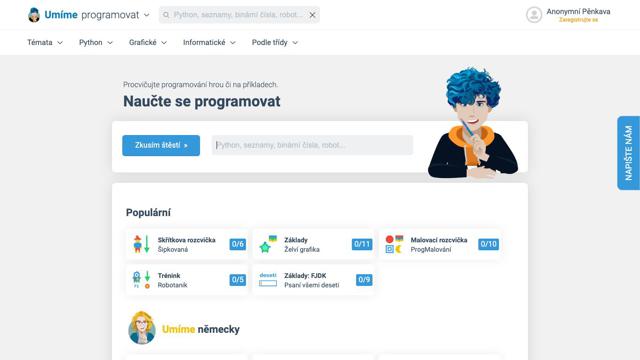 Umíme programovat
Python, seznamy, binární čísla, robot...
Anonymní Pěnkava
Zaregistrujte se
Témata
Python
Grafické
Informatické
Podle třídy
Procvičujte programování hrou či na příkladech.
Naučte se programovat
Zkusím štěstí »
Python, seznamy, binární čísla, robot...
NAPIŠTE NÁM
Populární
Skřítkova rozcvička
Šipkovaná
0/6
Základy
Želví grafika
0/11
Malovací rozcvička
ProgMalování
0/10
Trénink
Robotanik
0/5
deseti
Základy: FJDK
Psaní všemi deseti
0/9
Umíme německy